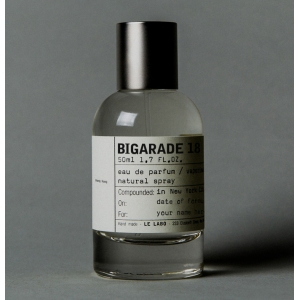 BIGARADE 18
50ml 1.7 FL.OZ.
eau de parfum /
natural spray
Compounded: in New York
On: date of
For: your name
LE LABO